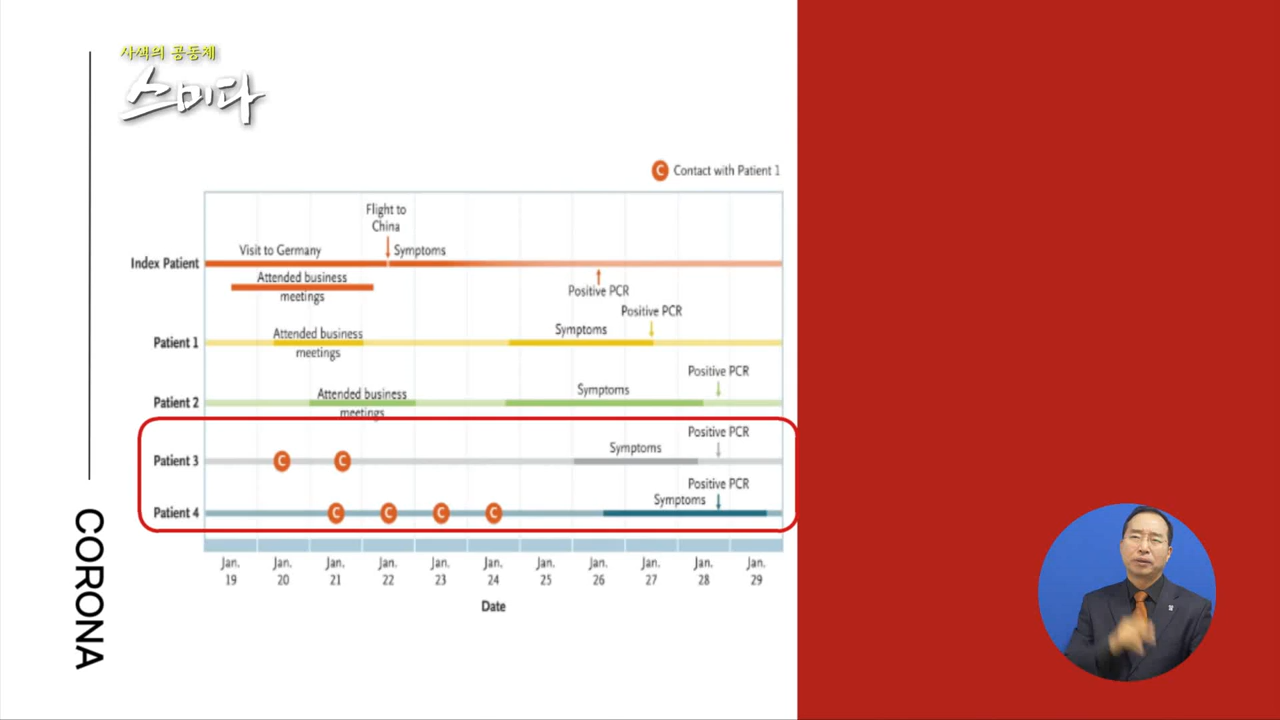 사색의 공동체
스미다
C Contact with Patient 1
Flight to
China
Visit to Germany
Symptoms
Index Patient
Attended business
meetings
Positive PCR
Positive PCR
Symptoms
Attended business
Patient 1
meetings
Positive PCR
Symptoms
Attended business
Patient 2
meetings
Positive PCR
Symptoms
Patient 3
C C
Positive PCR
Symptoms
Patient 4
C C C C
Jan. Jan. Jan. Jan. Jan. Jan. Jan. Jan. Jan. Jan. Jan.
19 20 21 22 23 24 25 26 27 28 29
Date
CORONA